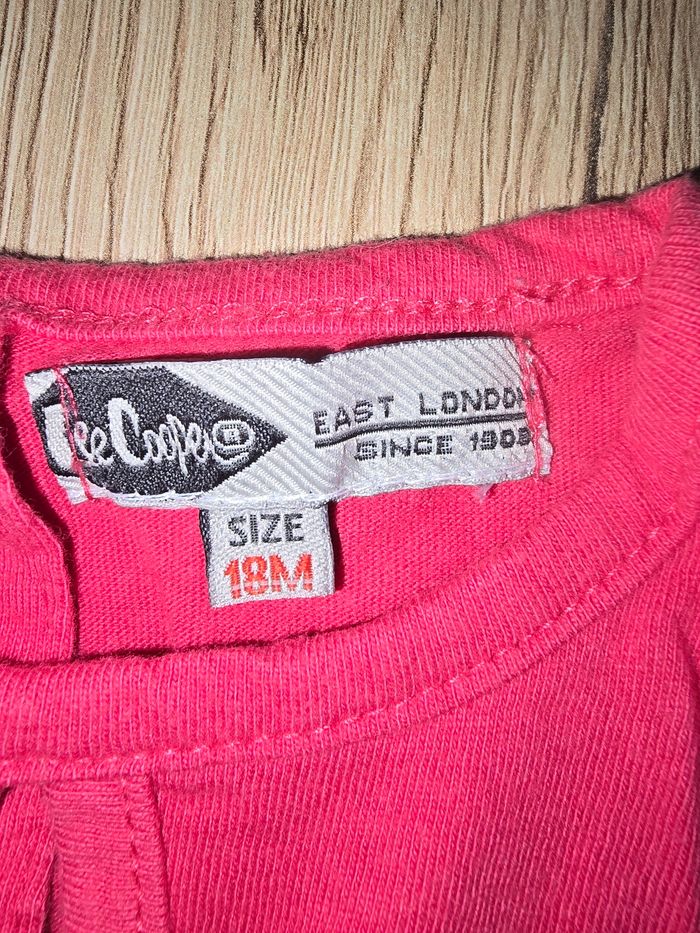 Lee Cooper
EAST LONDON
SINCE 1908
SIZE
18M